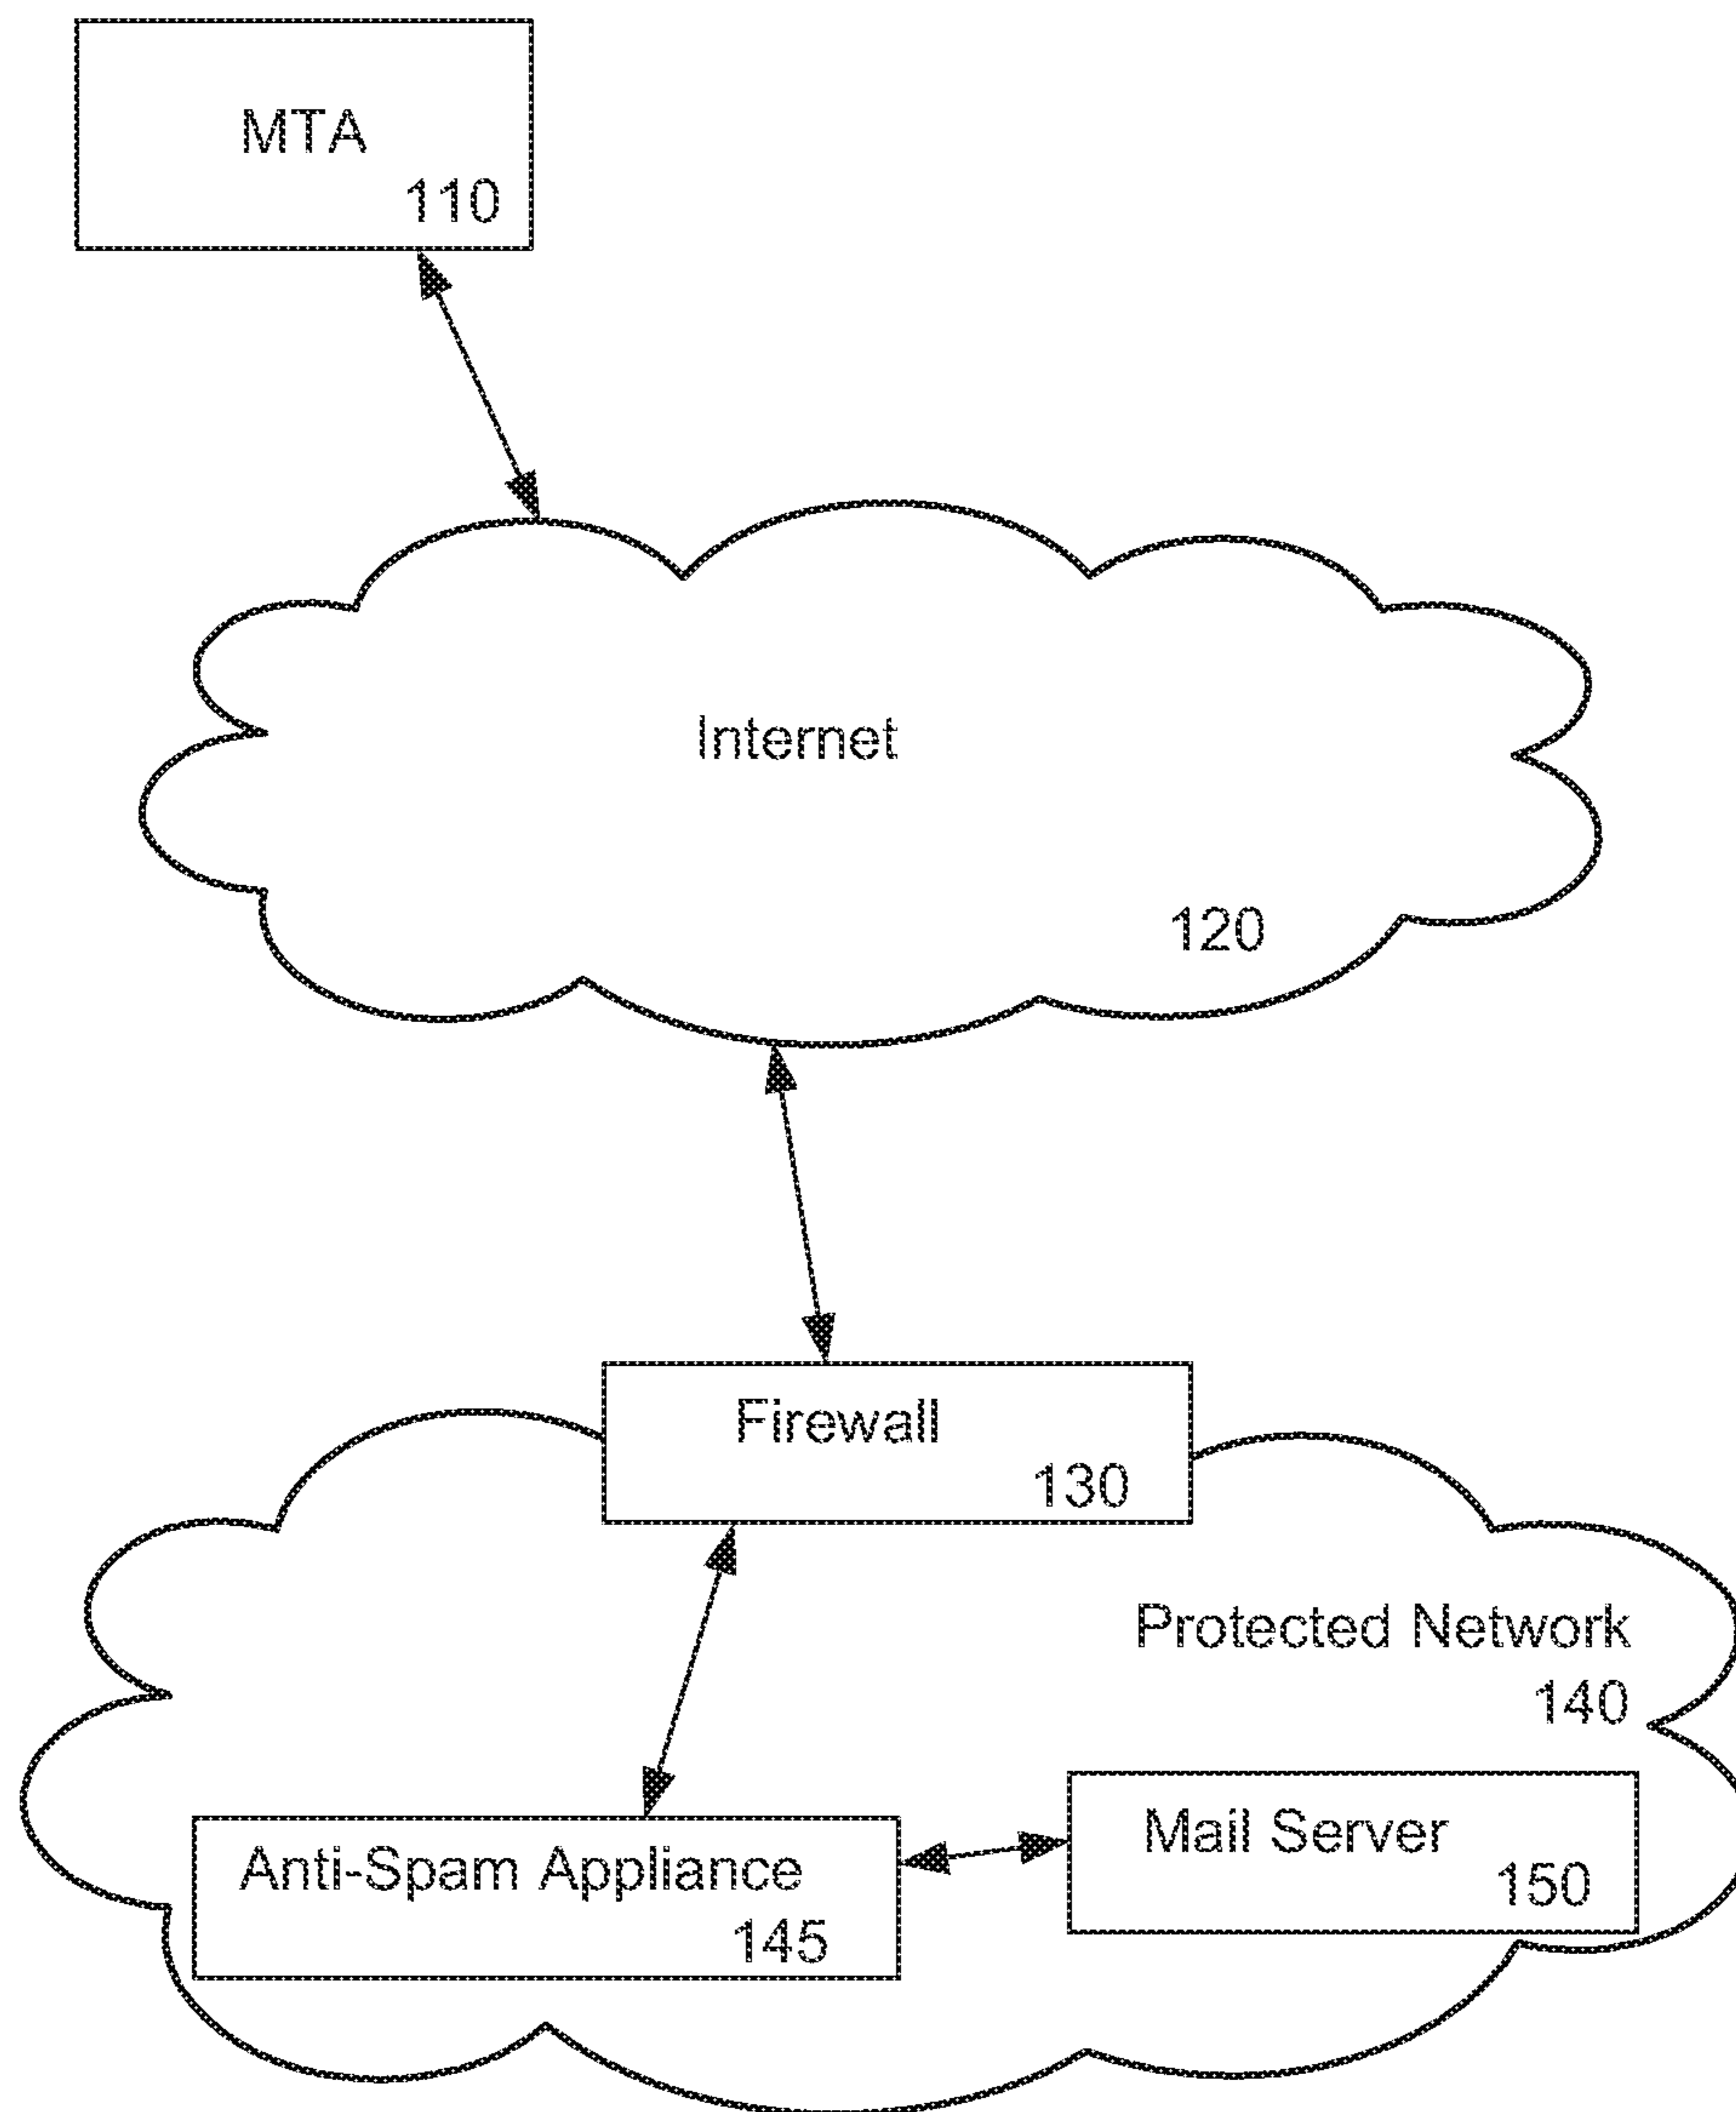 MTA
110
Internet
120
Firewall
130
Protected Network
140
Mail Server
150
Anti-Spam Appliance
145